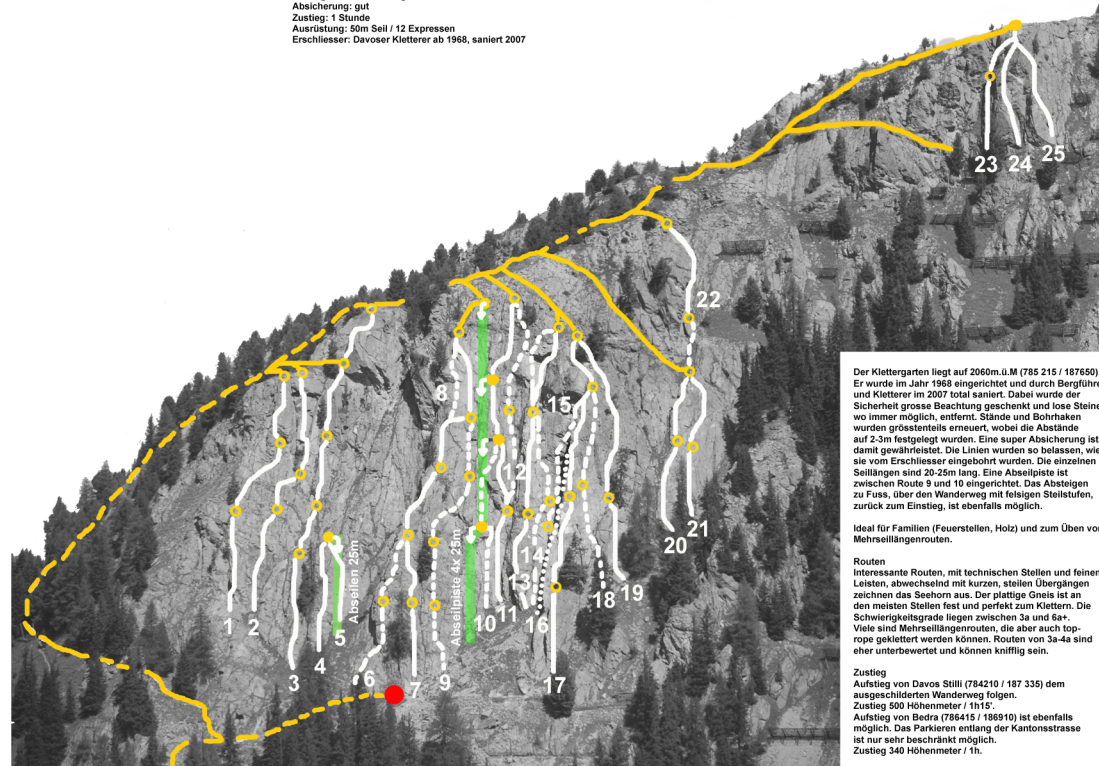 Absicherung: gut
Zustieg: 1 Stunde
Ausrüstung: 50m Seil / 12 Expressen
Erschliesser: Davoser Kletterer ab 1968, saniert 2007
23 24 25
22
8
15
12
Der Klettergarten liegt auf 2060m.ü.M (785 215 / 187650)
Er wurde im Jahr 1968 eingerichtet und durch Bergführe
und Kletterer im 2007 total saniert. Dabei wurde der
Sicherheit grosse Beachtung geschenkt und lose Steine
wo immer möglich, entfernt. Stände und Bohrhaken
wurden grösstenteils erneuert, wobei die Abstände
auf 2-3m festgelegt wurden. Eine super Absicherung ist
damit gewährleistet. Die Linien wurden so belassen, wie
sie vom Erschliesser eingebohrt wurden. Die einzelnen
Seillängen sind 20-25m lang. Eine Abseilpiste ist
zwischen Route 9 und 10 eingerichtet. Das Absteigen
zu Fuss, über den Wanderweg mit felsigen Steilstufen,
zurück zum Einstieg, ist ebenfalls möglich.
Ideal für Familien (Feuerstellen, Holz) und zum Üben von
Mehrseillängenrouten.
Routen
Interessante Routen, mit technischen Stellen und feinen
Leisten, abwechselnd mit kurzen, steilen Übergängen
zeichnen das Seehorn aus. Der plattige Gneis ist an
den meisten Stellen fest und perfekt zum Klettern. Die
Schwierigkeitsgrade liegen zwischen 3a und 6a+.
Viele sind Mehrseillängenrouten, die aber auch top-
rope geklettert werden können. Routen von 3a-4a sind
eher unterbewertet und können knifflig sein.
Zustieg
Aufstieg von Davos Stilli (784210 / 187 335) dem
ausgeschilderten Wanderweg folgen.
Zustieg 500 Höhenmeter / 1h15'.
Aufstieg von Bedra (786415 / 186910) ist ebenfalls
möglich. Das Parkieren entlang der Kantonsstrasse
ist nur sehr beschränkt möglich.
Zustieg 340 Höhenmeter / 1h.
20 21
14
13
Abseilen 25m
Abseilpiste 4x 25m
1 2
3 4 5
6 7 9
10 11
16
17
18 19